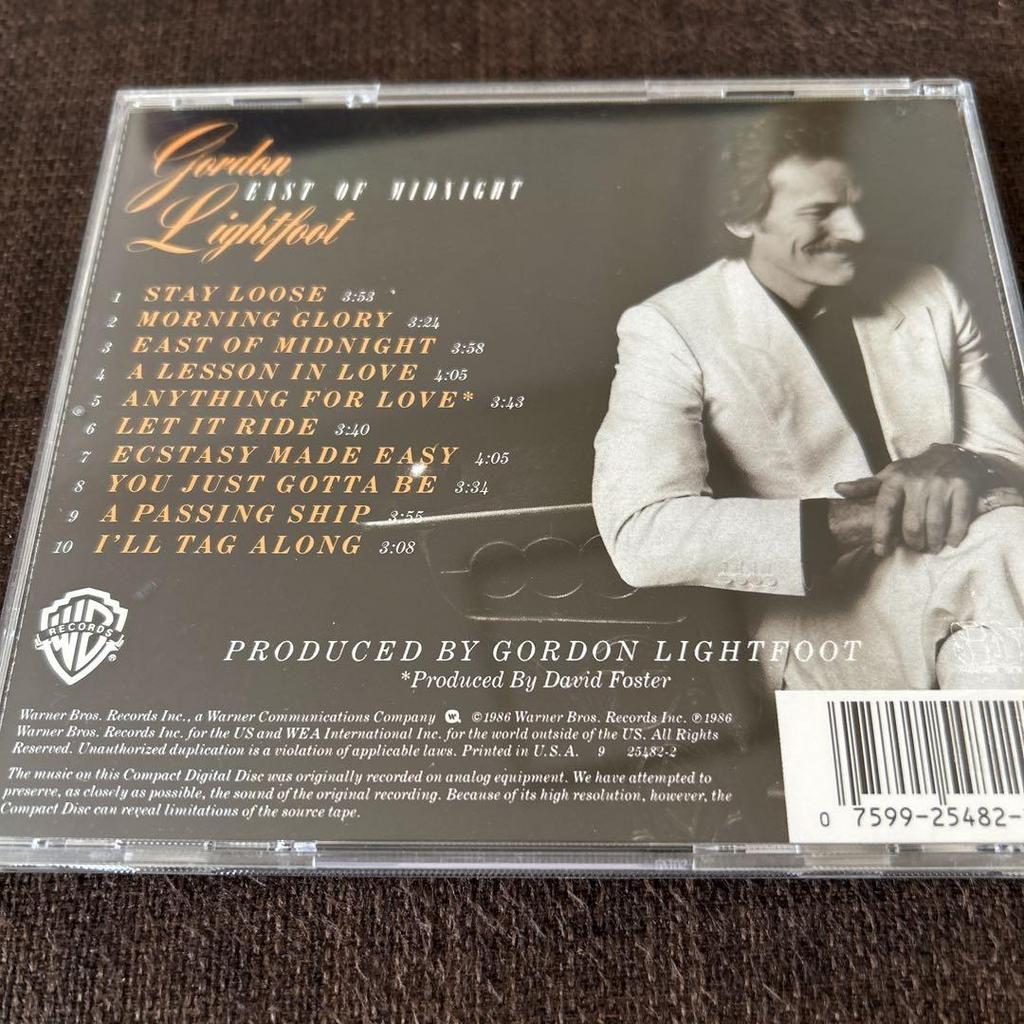 Gordon
EAST OF MIDNIGHT
Lightfoot
1 STAY LOOSE 3:53
2 MORNING GLORY 3:24
3 EAST OF MIDNIGHT 3:58
4 A LESSON IN LOVE 4:05
5 ANYTHING FOR LOVE* 3:43
6 LET IT RIDE 3:40
7 ECSTASY MADE EASY 4:05
8 YOU JUST GOTTA BE 3:34
9 A PASSING SHIP 3:55
10 I'LL TAG ALONG 3:08
WB
RECORDS
®
PRODUCED BY GORDON LIGHTFOOT
*Produced By David Foster
Warner Bros. Records Inc., a Warner Communications Company ©1986 Warner Bros. Records Inc. ℗1986
Warner Bros. Records Inc. for the US and WEA International Inc. for the world outside of the US. All Rights
Reserved. Unauthorized duplication is a violation of applicable laws. Printed in U.S.A. 9 25482-2
The music on this Compact Digital Disc was originally recorded on analog equipment. We have attempted to
preserve, as closely as possible, the sound of the original recording. Because of its high resolution, however, the
Compact Disc can reveal limitations of the source tape.
0 7599-25482-